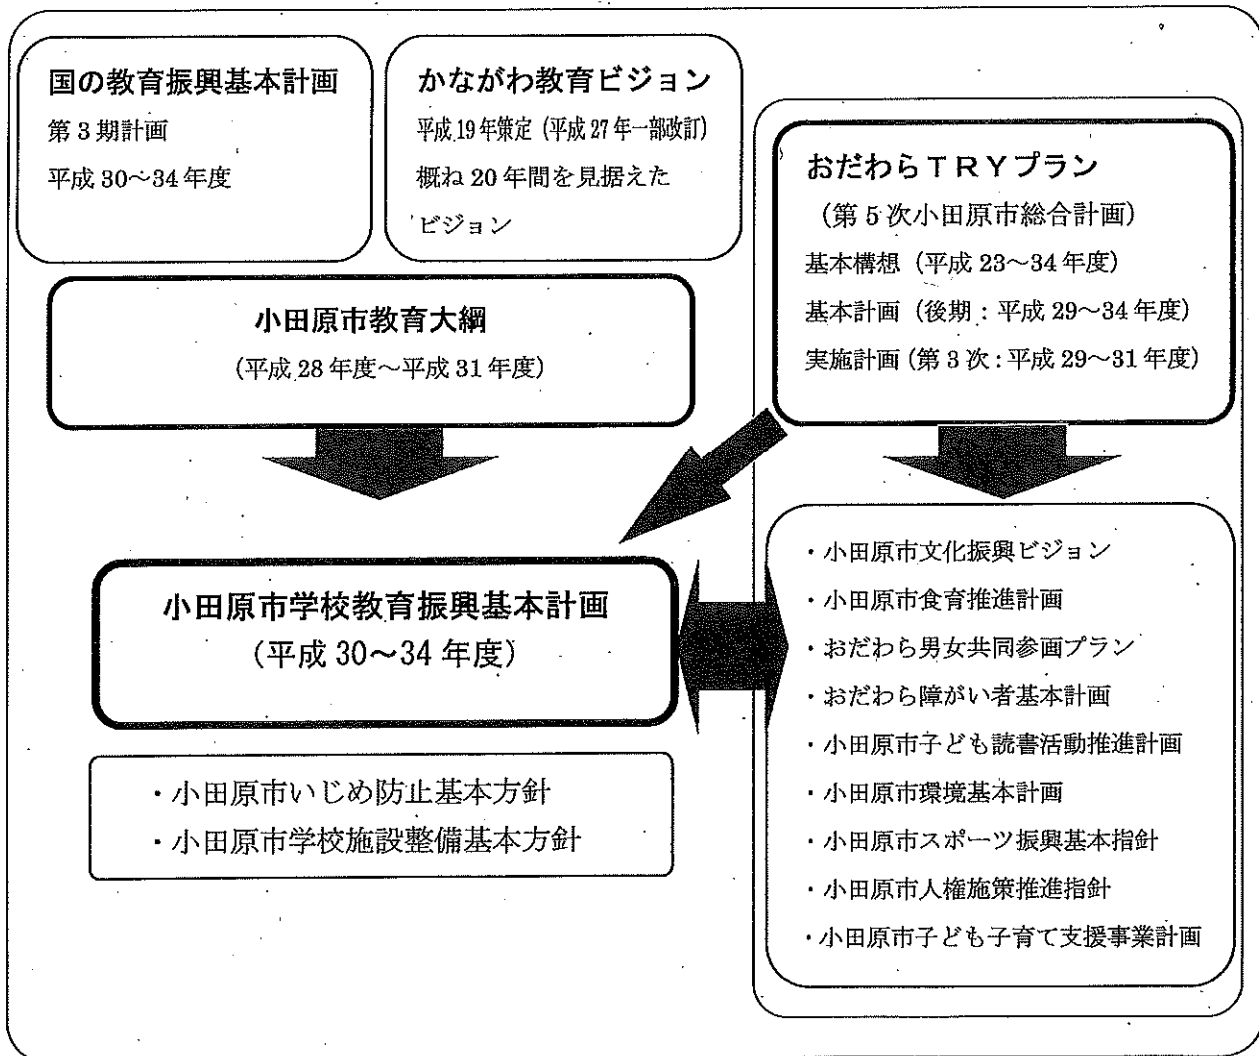 国の教育振興基本計画
第3期計画
平成30～34年度
かながわ教育ビジョン
平成19年策定（平成27年一部改訂）
概ね20年間を見据えた
ビジョン
小田原市教育大綱
（平成28年度～平成31年度）
おだわらＴＲＹプラン
（第5次小田原市総合計画）
基本構想（平成23～34年度）
基本計画（後期：平成29～34年度）
実施計画（第3次：平成29～31年度）
小田原市学校教育振興基本計画
（平成30～34年度）
・小田原市いじめ防止基本方針
・小田原市学校施設整備基本方針
・小田原市文化振興ビジョン
・小田原市食育推進計画
・おだわら男女共同参画プラン
・おだわら障がい者基本計画
・小田原市子ども読書活動推進計画
・小田原市環境基本計画
・小田原市スポーツ振興基本指針
・小田原市人権施策推進指針
・小田原市子ども子育て支援事業計画